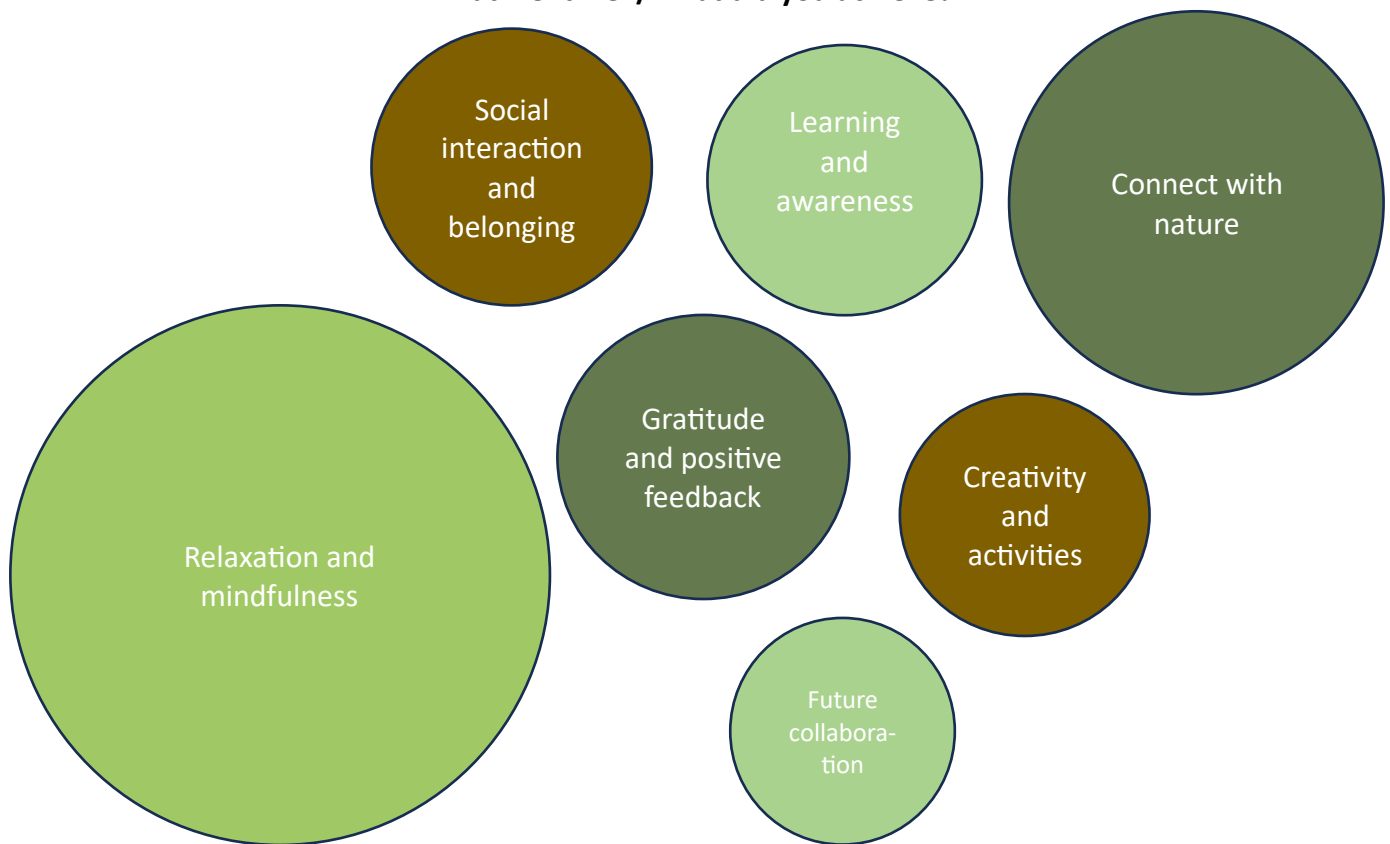 Social
interaction
and
belonging
Learning
and
awareness
Connect with
nature
Gratitude
and positive
feedback
Creativity
and
activities
Relaxation and
mindfulness
Future
collabora-
tion